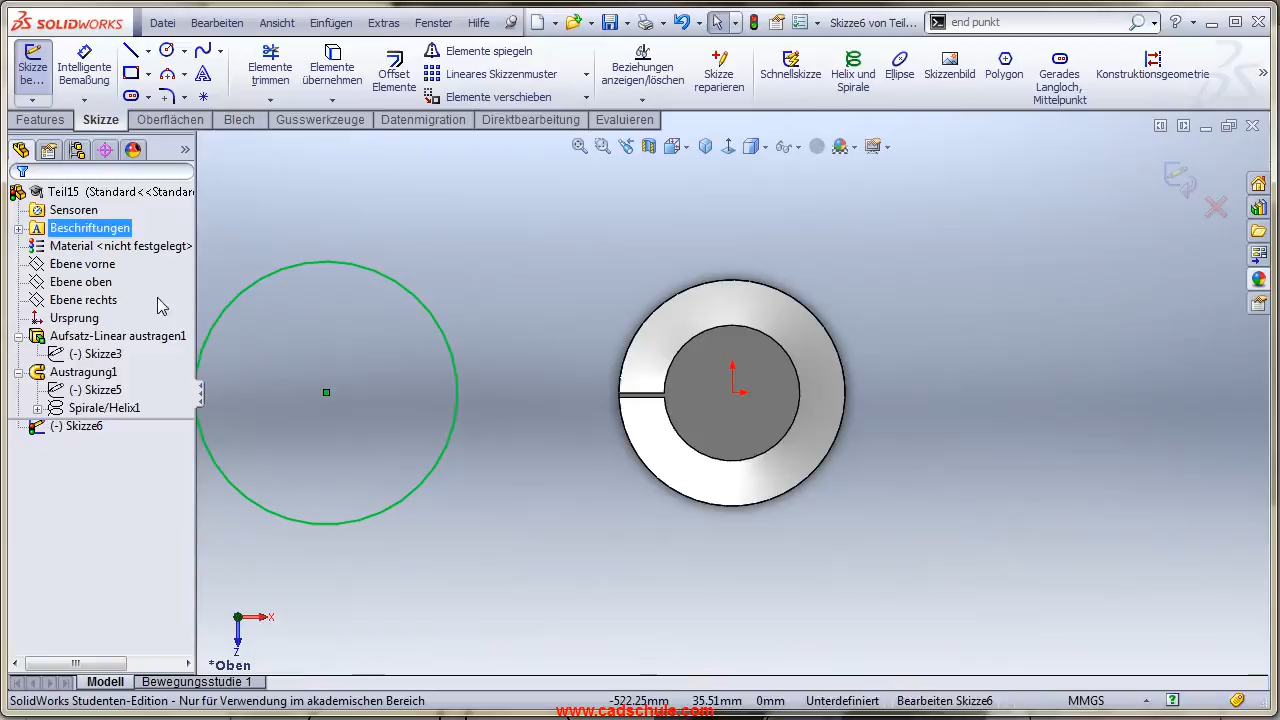 SOLIDWORKS
Datei Bearbeiten Ansicht Einfügen Extras Fenster Hilfe
Skizze6 von Teil...
end punkt
Skizze be...
Intelligente Bemaßung
Elemente trimmen
Elemente übernehmen
Offset Elemente
Elemente spiegeln
Lineares Skizzenmuster
Elemente verschieben
Beziehungen anzeigen/löschen
Skizze reparieren
Schnellskizze
Helix und Spirale
Ellipse
Skizzenbild
Polygon
Gerades Langloch, Mittelpunkt
Konstruktionsgeometrie
Features Skizze Oberflächen Blech Gusswerkzeuge Datenmigration Direktbearbeitung Evaluieren
Teil15 (Standard<<Standar
Sensoren
A Beschriftungen
Material <nicht festgelegt>
Ebene vorne
Ebene oben
Ebene rechts
Ursprung
Aufsatz-Linear austragen1
(-) Skizze3
Austragung1
(-) Skizze5
Spirale/Helix1
(-) Skizze6
X
Z
*Oben
Modell Bewegungsstudie 1
SolidWorks Studenten-Edition - Nur für Verwendung im akademischen Bereich -522.25mm 35.51mm 0mm Unterdefiniert Bearbeiten Skizze6 MMGS
www.cadschule.com